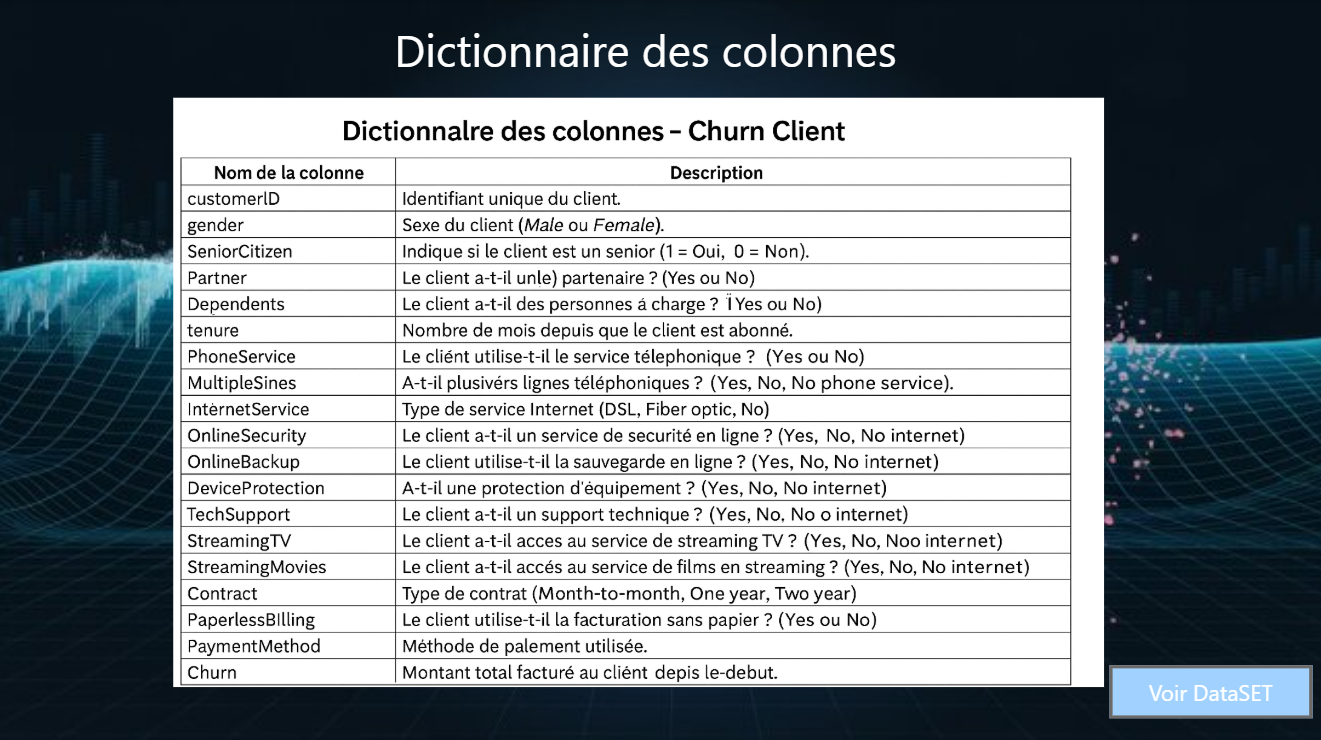 Dictionnaire des colonnes
Dictionnalre des colonnes – Churn Client
Nom de la colonne Description
customerID Identifiant unique du client.
gender Sexe du client (Male ou Female).
SeniorCitizen Indique si le client est un senior (1 = Oui, 0 = Non).
Partner Le client a-t-il unle) partenaire ? (Yes ou No)
Dependents Le client a-t-il des personnes á charge ? ÏYes ou No)
tenure Nombre de mois depuis que le client est abonné.
PhoneService Le cliént utilise-t-il le service télephonique ? (Yes ou No)
MultipleSines A-t-il plusivérs lignes téléphoniques ? (Yes, No, No phone service).
InternetService Type de service Internet (DSL, Fiber optic, No)
OnlineSecurity Le client a-t-il un service de securité en ligne ? (Yes, No, No internet)
OnlineBackup Le client utilise-t-il la sauvegarde en ligne ? (Yes, No, No internet)
DeviceProtection A-t-il une protection d'équipement ? (Yes, No, No internet)
TechSupport Le client a-t-il un support technique ? (Yes, No, No o internet)
StreamingTV Le client a-t-il acces au service de streaming TV ? (Yes, No, Noo internet)
StreamingMovies Le client a-t-il accés au service de films en streaming ? (Yes, No, No internet)
Contract Type de contrat (Month-to-month, One year, Two year)
PaperlessBIlling Le client utilise-t-il la facturation sans papier ? (Yes ou No)
PaymentMethod Méthode de palement utilisée.
Churn Montant total facturé au cliént depis le-debut.
Voir DataSET